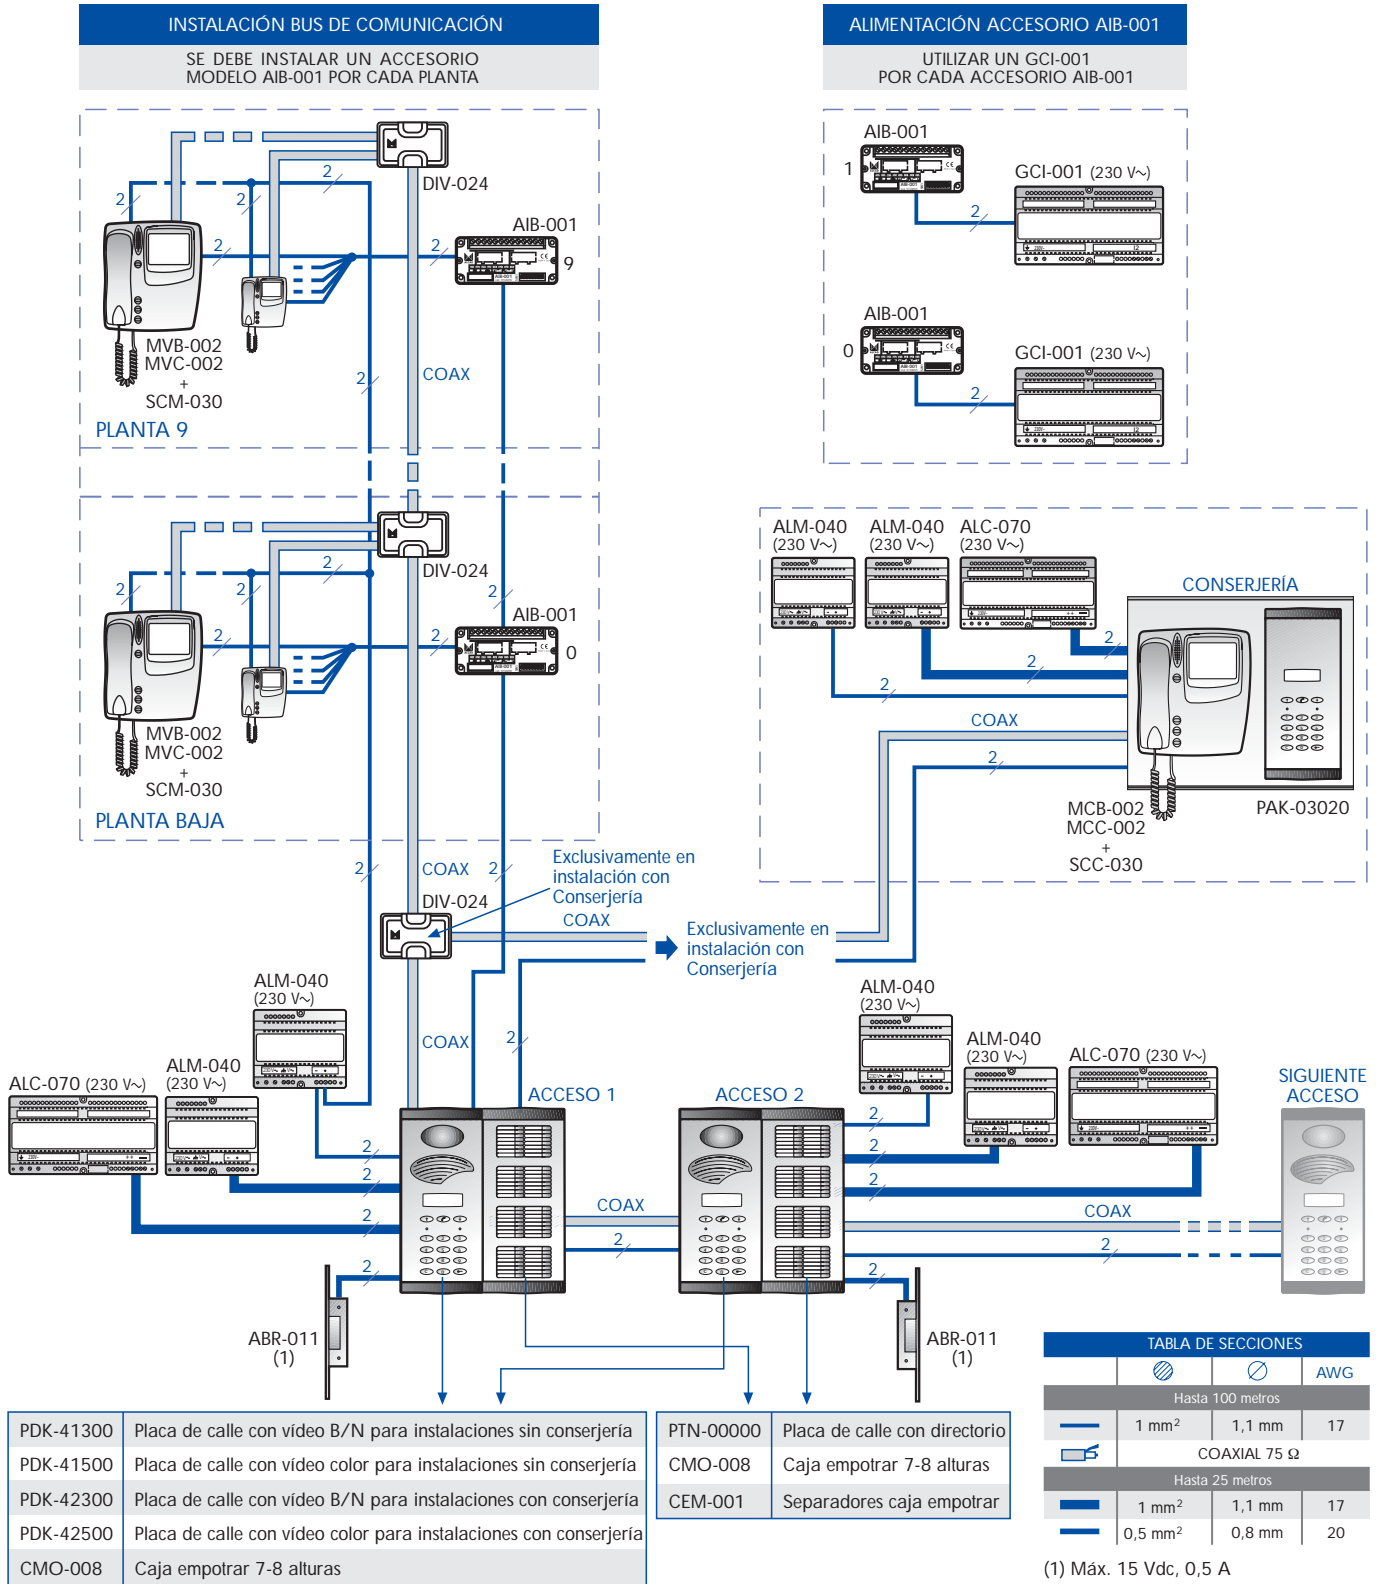 INSTALACIÓN BUS DE COMUNICACIÓN
SE DEBE INSTALAR UN ACCESORIO
MODELO AIB-001 POR CADA PLANTA
ALIMENTACIÓN ACCESORIO AIB-001
UTILIZAR UN GCI-001
POR CADA ACCESORIO AIB-001
DIV-024
2
2
2
2
2
2
AIB-001
9
MVB-002
MVC-002
+
SCM-030
2
COAX
PLANTA 9
AIB-001
1
GCI-001 (230 V~)
2
AIB-001
0
GCI-001 (230 V~)
2
DIV-024
2
2
2
2
2
2
AIB-001
0
MVB-002
MVC-002
+
SCM-030
PLANTA BAJA
ALM-040
(230 V~)
ALM-040
(230 V~)
ALC-070
(230 V~)
CONSERJERÍA
2
2
2
COAX
2
MCB-002
MCC-002
+
SCC-030
PAK-03020
2
COAX
2
Exclusivamente en
instalación con
Conserjería
DIV-024
COAX
Exclusivamente en
instalación con
Conserjería
ALM-040
(230 V~)
COAX
2
ALM-040
(230 V~)
ALC-070 (230 V~)
ACCESO 1
ACCESO 2
ALM-040
(230 V~)
ALM-040
(230 V~)
ALC-070 (230 V~)
SIGUIENTE
ACCESO
2
2
2
2
2
2
COAX
2
COAX
2
2
2
ABR-011
(1)
ABR-011
(1)
PDK-41300 Placa de calle con vídeo B/N para instalaciones sin conserjería
PDK-41500 Placa de calle con vídeo color para instalaciones sin conserjería
PDK-42300 Placa de calle con vídeo B/N para instalaciones con conserjería
PDK-42500 Placa de calle con vídeo color para instalaciones con conserjería
CMO-008 Caja empotrar 7-8 alturas
PTN-00000 Placa de calle con directorio
CMO-008 Caja empotrar 7-8 alturas
CEM-001 Separadores caja empotrar
TABLA DE SECCIONES
AWG
Hasta 100 metros
1 mm² 1,1 mm 17
COAXIAL 75 Ω
Hasta 25 metros
1 mm² 1,1 mm 17
0,5 mm² 0,8 mm 20
(1) Máx. 15 Vdc, 0,5 A